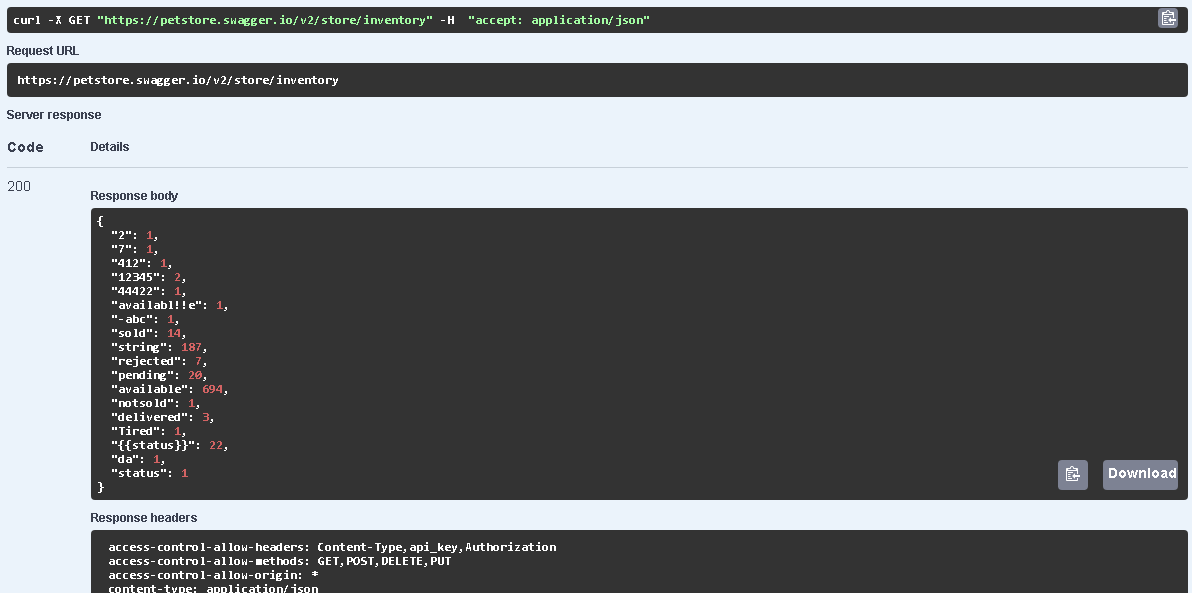 curl -X GET "https://petstore.swagger.io/v2/store/inventory" -H  "accept: application/json"
Request URL
https://petstore.swagger.io/v2/store/inventory
Server response
Code Details
200
Response body
{
  "2": 1,
  "7": 1,
  "412": 1,
  "12345": 2,
  "44422": 1,
  "availabl!!e": 1,
  "-abc": 1,
  "sold": 14,
  "string": 187,
  "rejected": 7,
  "pending": 20,
  "available": 694,
  "notsold": 1,
  "delivered": 3,
  "Tired": 1,
  "{{status}}": 22,
  "da": 1,
  "status": 1
}
Download
Response headers
access-control-allow-headers: Content-Type,api_key,Authorization
access-control-allow-methods: GET,POST,DELETE,PUT
access-control-allow-origin: *
content-type: application/json